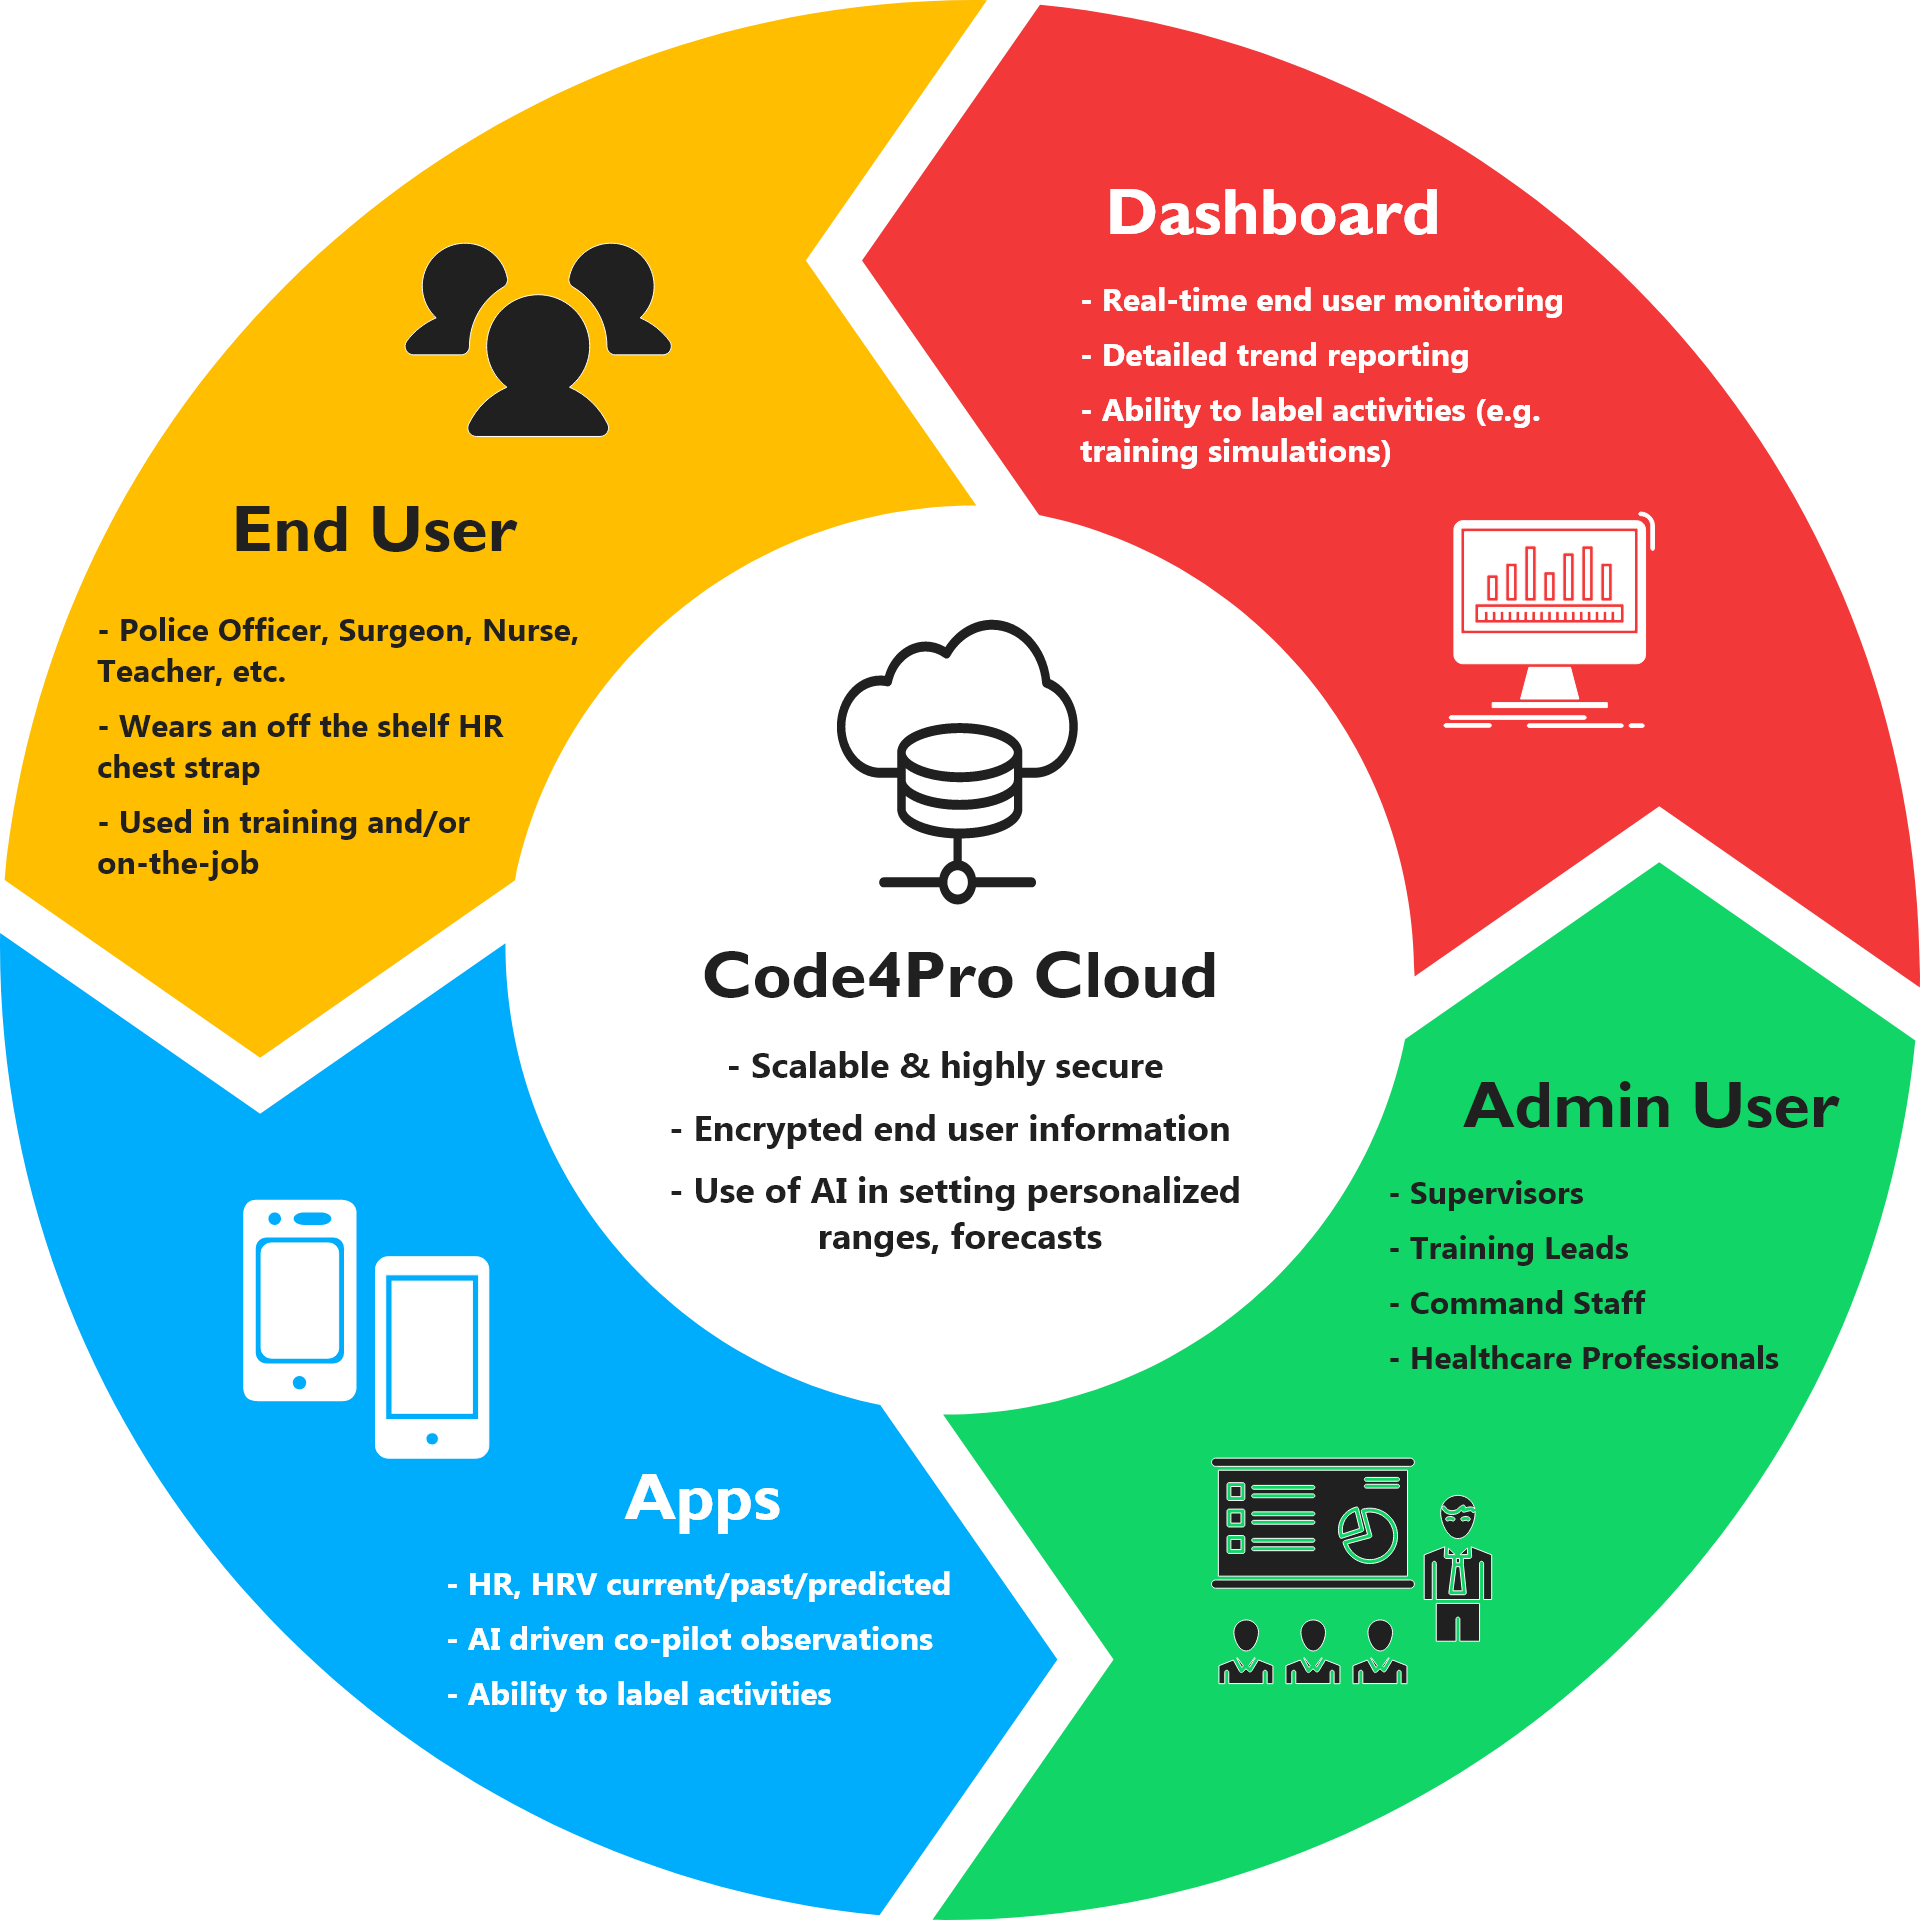 Dashboard
- Real-time end user monitoring
- Detailed trend reporting
- Ability to label activities (e.g.
training simulations)
End User
- Police Officer, Surgeon, Nurse,
Teacher, etc.
- Wears an off the shelf HR
chest strap
- Used in training and/or
on-the-job
Code4Pro Cloud
- Scalable & highly secure
- Encrypted end user information
- Use of AI in setting personalized
ranges, forecasts
Admin User
- Supervisors
- Training Leads
- Command Staff
- Healthcare Professionals
Apps
- HR, HRV current/past/predicted
- AI driven co-pilot observations
- Ability to label activities